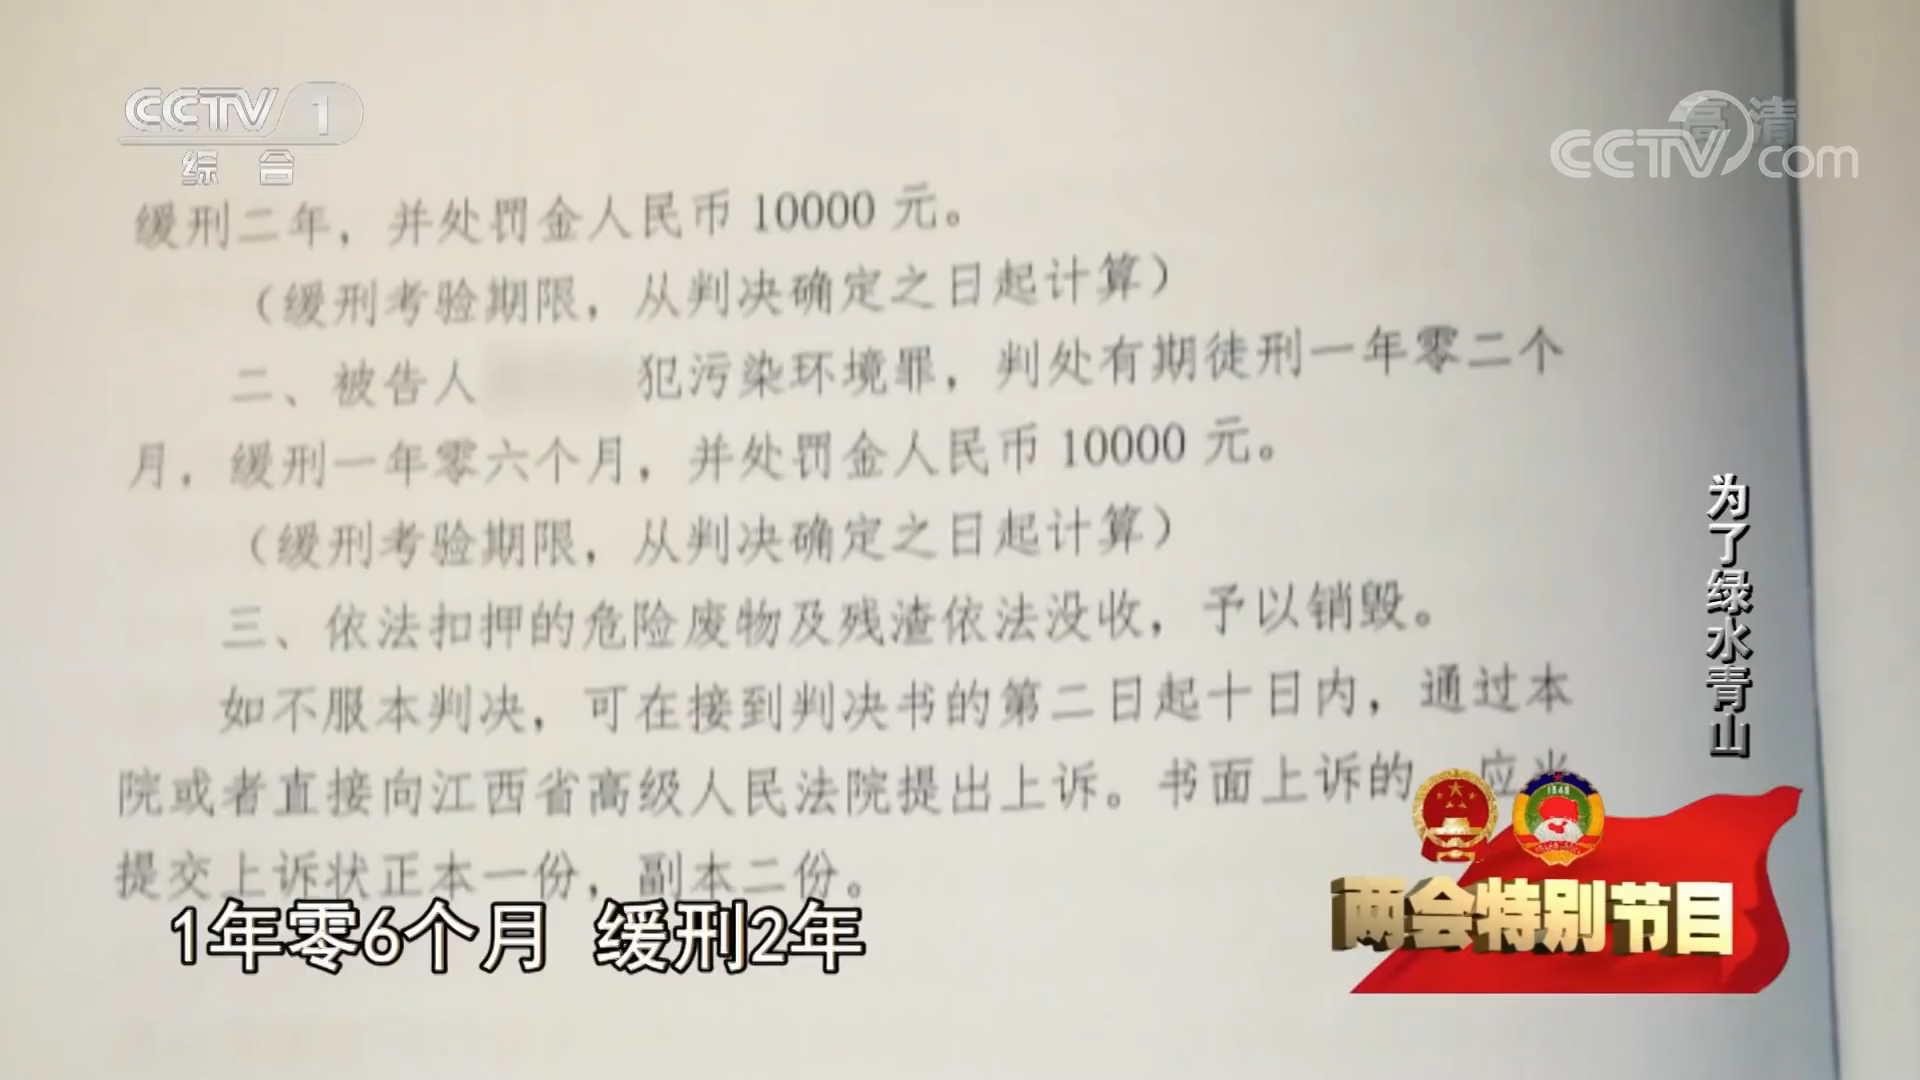 CCTV 1
综合
高清
CCTV.com
缓刑二年，并处罚金人民币10000元。
（缓刑考验期限，从判决确定之日起计算）
二、被告人 犯污染环境罪，判处有期徒刑一年零二个
月，缓刑一年零六个月，并处罚金人民币10000元。
（缓刑考验期限，从判决确定之日起计算）
三、依法扣押的危险废物及残渣依法没收，予以销毁。
如不服本判决，可在接到判决书的第二日起十日内，通过本
院或者直接向江西省高级人民法院提出上诉。书面上诉的 应当
提交上诉状正本一份，副本二份。
为了绿水青山
1949
两会特别节目
1年零6个月 缓刑2年